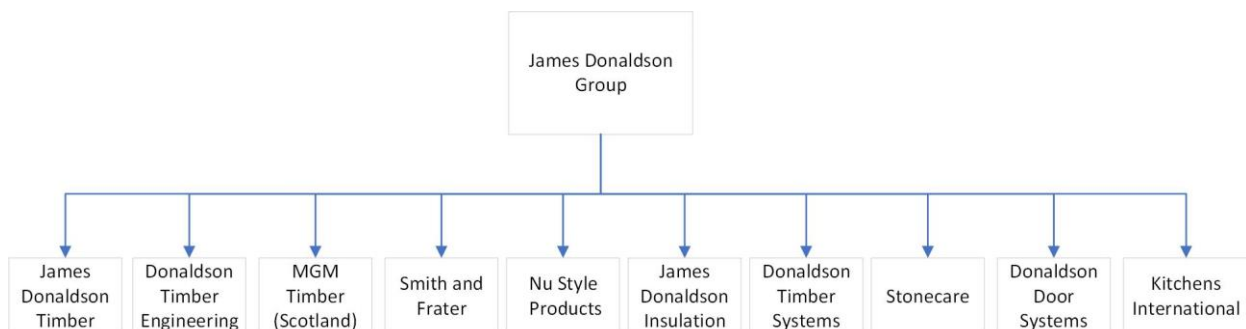 James Donaldson
Group
James
Donaldson
Timber
Donaldson
Timber
Engineering
MGM
Timber
(Scotland)
Smith and
Frater
Nu Style
Products
James
Donaldson
Insulation
Donaldson
Timber
Systems
Stonecare
Donaldson
Door
Systems
Kitchens
International